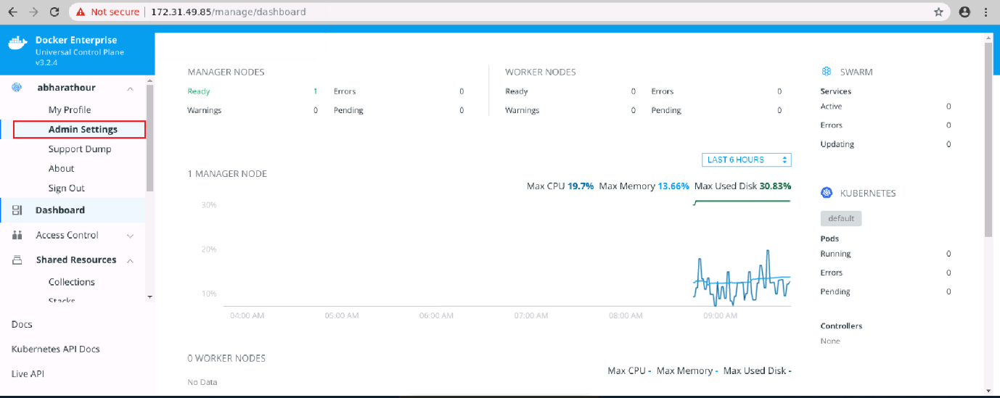 Not secure | 172.31.49.85/manage/dashboard
Docker Enterprise
Universal Control Plane
v3.2.4
abharathour
My Profile
Admin Settings
Support Dump
About
Sign Out
Dashboard
Access Control
Shared Resources
Collections
Stacks
Docs
Kubernetes API Docs
Live API
MANAGER NODES
Ready 1 Errors 0
Warnings 0 Pending 0
WORKER NODES
Ready 0 Errors 0
Warnings 0 Pending 0
LAST 6 HOURS
1 MANAGER NODE
Max CPU 19.7% Max Memory 13.66% Max Used Disk 30.83%
30%
20%
10%
04:00 AM 05:00 AM 06:00 AM 07:00 AM 08:00 AM 09:00 AM
0 WORKER NODES
Max CPU - Max Memory - Max Used Disk -
No Data
SWARM
Services
Active 0
Errors 0
Updating 0
KUBERNETES
default
Pods
Running 0
Errors 0
Pending 0
Controllers
None